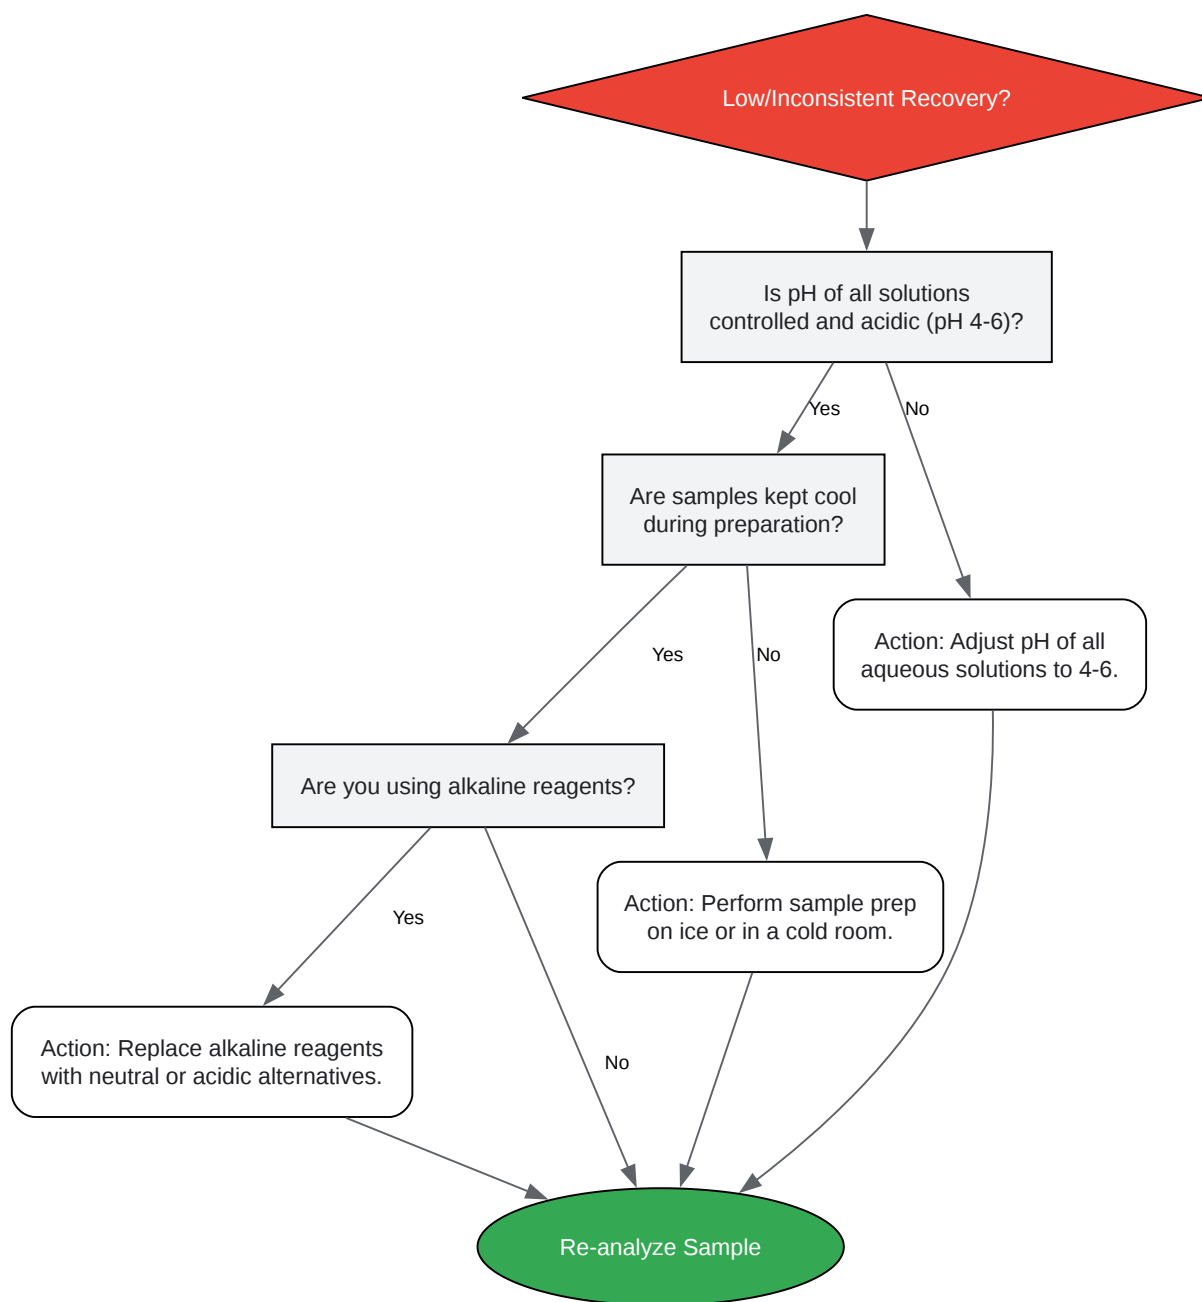 Low/Inconsistent Recovery?
Is pH of all solutions
controlled and acidic (pH 4-6)?
Yes
No
Are samples kept cool
during preparation?
Action: Adjust pH of all
aqueous solutions to 4-6.
Yes
No
Are you using alkaline reagents?
Action: Perform sample prep
on ice or in a cold room.
Yes
No
Action: Replace alkaline reagents
with neutral or acidic alternatives.
Re-analyze Sample